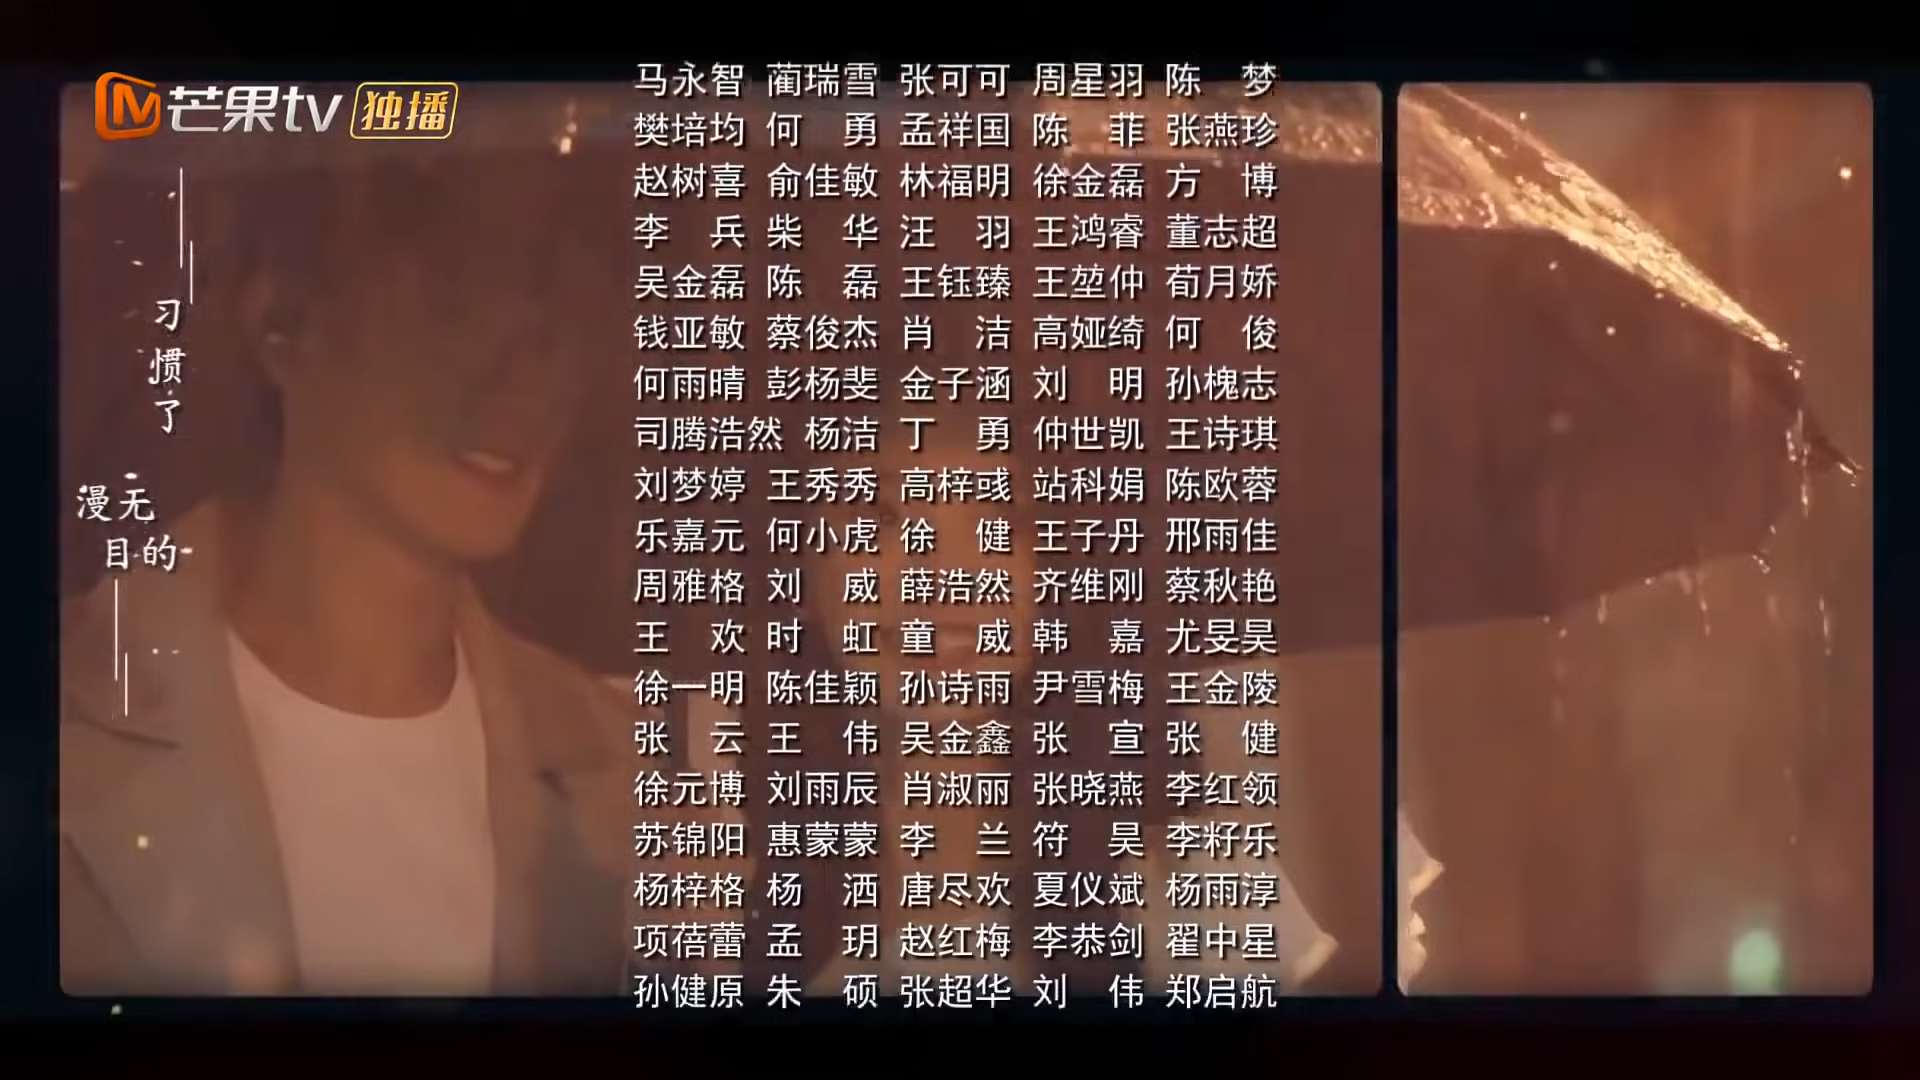 芒果tv 独播
习惯了
漫无
目的
马永智 蔺瑞雪 张可可 周星羽 陈 梦
樊培均 何 勇 孟祥国 陈 菲 张燕珍
赵树喜 俞佳敏 林福明 徐金磊 方 博
李 兵 柴 华 汪 羽 王鸿睿 董志超
吴金磊 陈 磊 王钰臻 王堃仲 荀月娇
钱亚敏 蔡俊杰 肖 洁 高娅绮 何 俊
何雨晴 彭杨斐 金子涵 刘 明 孙槐志
司腾浩然 杨洁 丁 勇 仲世凯 王诗琪
刘梦婷 王秀秀 高梓彧 站科娟 陈欧蓉
乐嘉元 何小虎 徐 健 王子丹 邢雨佳
周雅格 刘 威 薛浩然 齐维刚 蔡秋艳
王 欢 时 虹 童 威 韩 嘉 尤旻昊
徐一明 陈佳颖 孙诗雨 尹雪梅 王金陵
张 云 王 伟 吴金鑫 张 宣 张 健
徐元博 刘雨辰 肖淑丽 张晓燕 李红领
苏锦阳 惠蒙蒙 李 兰 符 昊 李籽乐
杨梓格 杨 洒 唐尽欢 夏仪斌 杨雨淳
项蓓蕾 孟 玥 赵红梅 李恭剑 翟中星
孙健原 朱 硕 张超华 刘 伟 郑启航